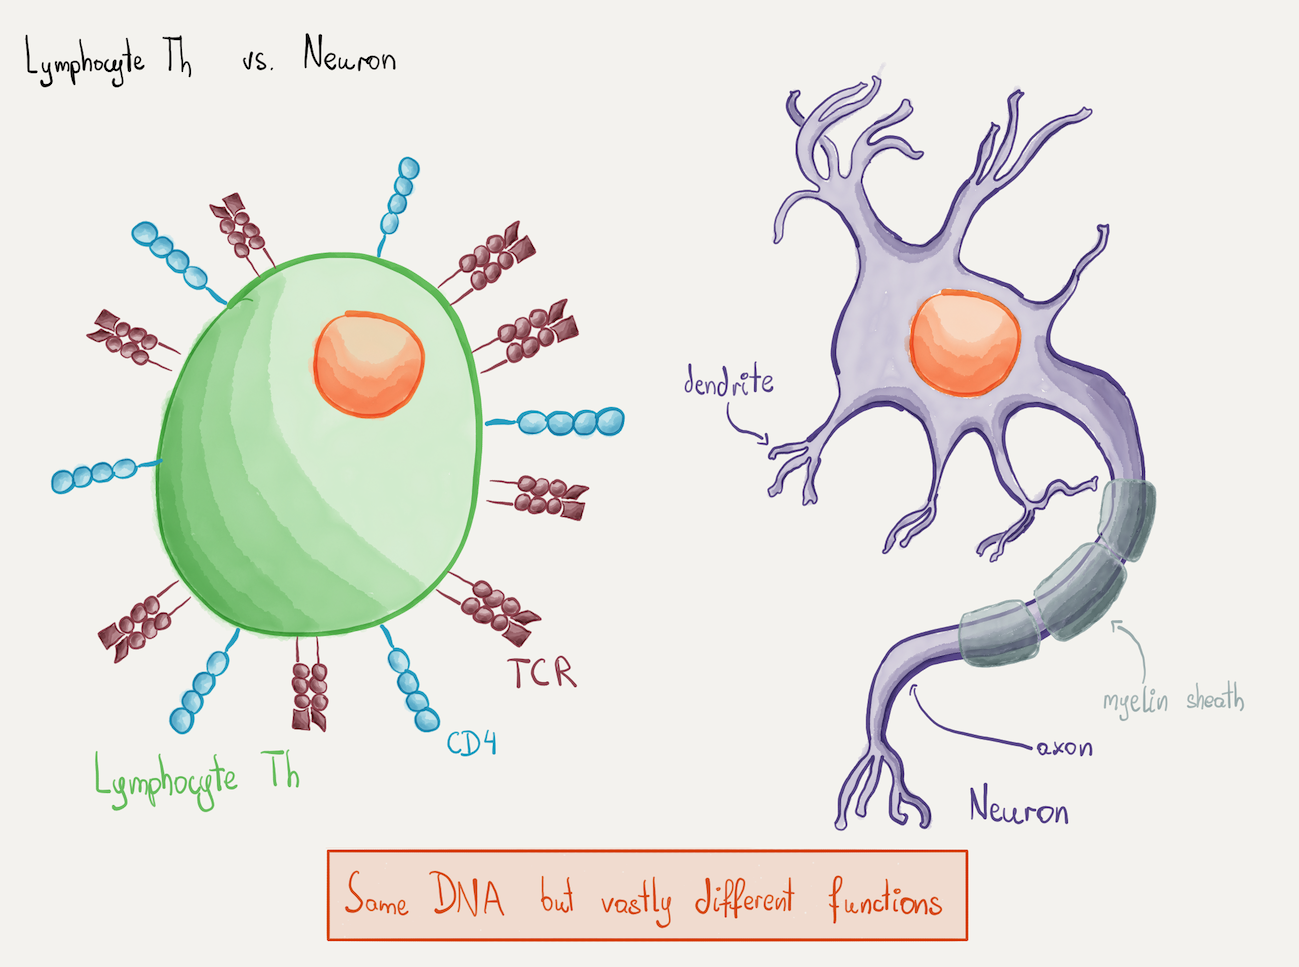 Lymphocyte Th vs. Neuron
dendrite
TCR
CD4
myelin sheath
axon
Lymphocyte Th
Neuron
Same DNA but vastly different functions